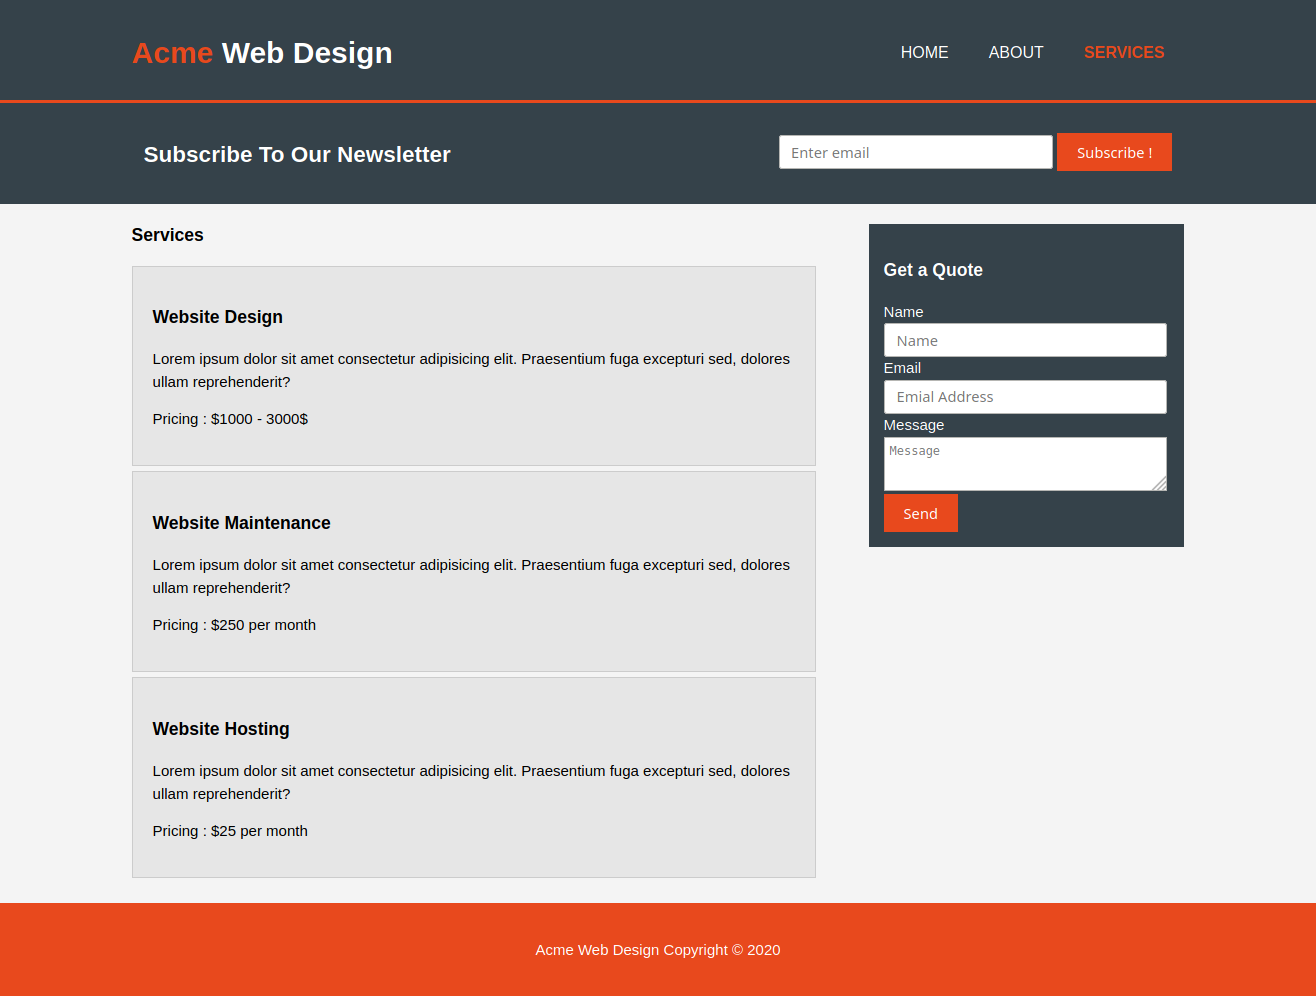 Acme Web Design
HOME ABOUT SERVICES
Subscribe To Our Newsletter
Enter email
Subscribe !
Services
Website Design
Lorem ipsum dolor sit amet consectetur adipisicing elit. Praesentium fuga excepturi sed, dolores
ullam reprehenderit?
Pricing : $1000 - 3000$
Website Maintenance
Lorem ipsum dolor sit amet consectetur adipisicing elit. Praesentium fuga excepturi sed, dolores
ullam reprehenderit?
Pricing : $250 per month
Website Hosting
Lorem ipsum dolor sit amet consectetur adipisicing elit. Praesentium fuga excepturi sed, dolores
ullam reprehenderit?
Pricing : $25 per month
Get a Quote
Name
Name
Email
Emial Address
Message
Message
Send
Acme Web Design Copyright © 2020